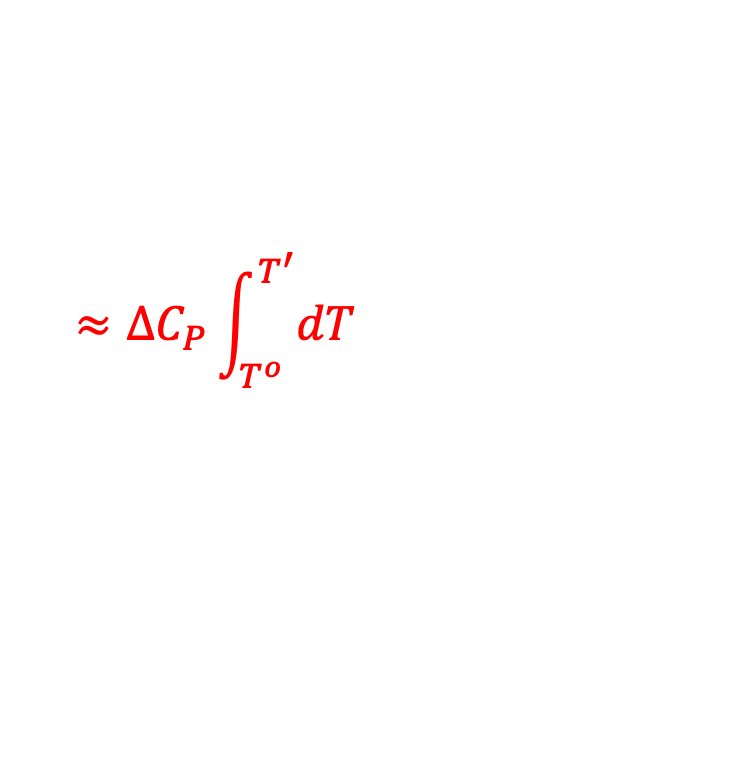 ≈ ΔC_P ∫_{T^o}^{T′} dT